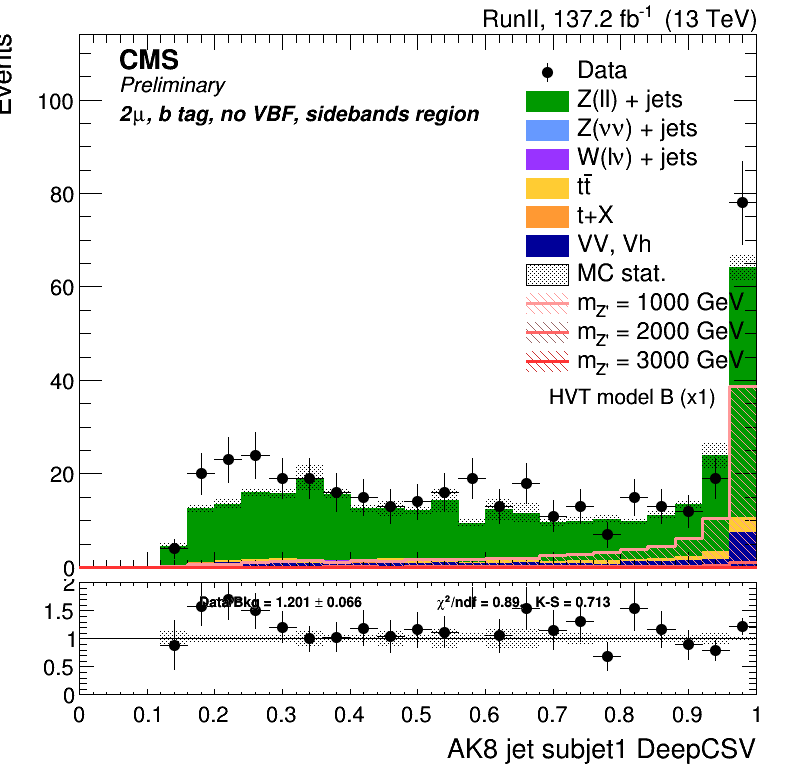 RunII, 137.2 fb-1 (13 TeV)
Events
CMS
Preliminary
2μ, b tag, no VBF, sidebands region
Data
Z(ll) + jets
Z(νν) + jets
W(lν) + jets
tt̄
t+X
VV, Vh
MC stat.
mZ' = 1000 GeV
mZ' = 2000 GeV
mZ' = 3000 GeV
HVT model B (x1)
100
80
60
40
20
0
2
1.5
1
0.5
0
Data/Bkg = 1.201 ± 0.066
χ²/ndf = 0.89, K-S = 0.713
0 0.1 0.2 0.3 0.4 0.5 0.6 0.7 0.8 0.9 1
AK8 jet subjet1 DeepCSV